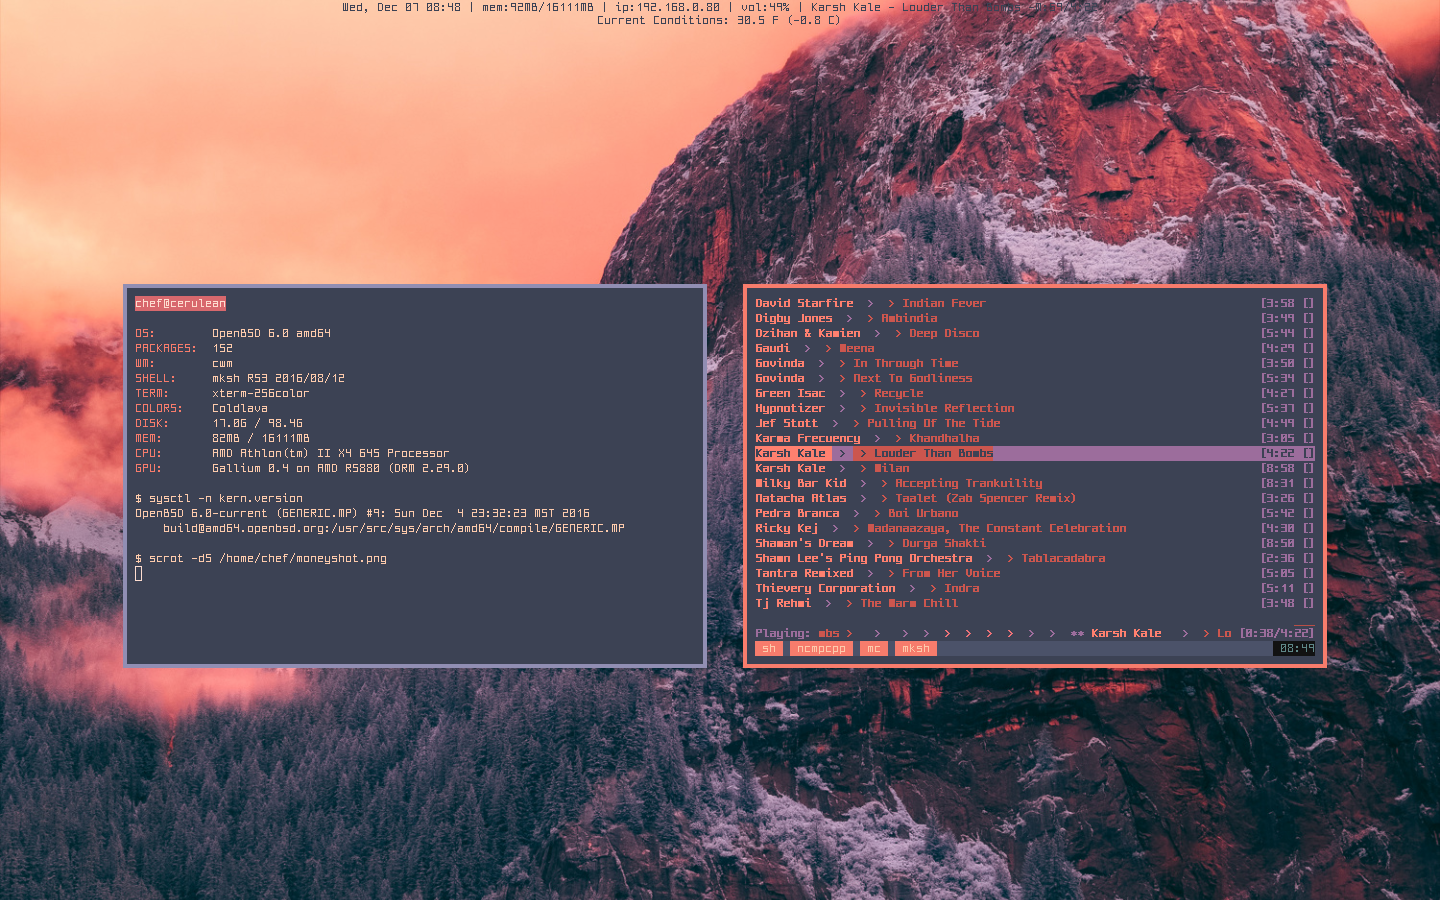 Wed, Dec 07 08:48 | mem:92MB/16111MB | ip:192.168.0.80 | vol:49% | Karsh Kale - Louder Than Bombs
Current Conditions: 30.5 F (-0.8 C)
chef@cerulean
OS: OpenBSD 6.0 amd64
PACKAGES: 152
WM: cwm
SHELL: mksh R53 2016/08/12
TERM: xterm-256color
COLORS: Coldlava
DISK: 17.0G / 98.4G
MEM: 82MB / 16111MB
CPU: AMD Athlon(tm) II X4 645 Processor
GPU: Gallium 0.4 on AMD RS880 (DRM 2.29.0)
$ sysctl -n kern.version
OpenBSD 6.0-current (GENERIC.MP) #9: Sun Dec  4 23:32:23 MST 2016
build@amd64.openbsd.org:/usr/src/sys/arch/amd64/compile/GENERIC.MP
$ scrot -d5 /home/chef/moneyshot.png
David Starfire > > Indian Fever [3:58 []
Digby Jones > > Ambindia [3:49 []
Dzihan & Kamien > > Deep Disco [5:44 []
Gaudi > > Meena [4:29 []
Govinda > > In Through Time [3:50 []
Govinda > > Next To Godliness [5:34 []
Green Isac > > Recycle [4:27 []
Hypnotizer > > Invisible Reflection [5:37 []
Jef Stott > > Pulling Of The Tide [4:49 []
Karma Frecuency > > Khandhalha [3:05 []
Karsh Kale > > Louder Than Bombs [4:22 []
Karsh Kale > > Milan [8:58 []
Milky Bar Kid > > Accepting Trankuility [8:31 []
Natacha Atlas > > Taalet (Zab Spencer Remix) [3:26 []
Pedra Branca > > Boi Urbano [5:42 []
Ricky Kej > > Madanaazaya, The Constant Celebration [4:30 []
Shaman's Dream > > Durga Shakti [8:50 []
Shawn Lee's Ping Pong Orchestra > > Tablacadabra [2:36 []
Tantra Remixed > > From Her Voice [5:05 []
Thievery Corporation > > Indra [5:11 []
Tj Rehmi > > The Warm Chill [3:48 []
Playing: mbs > > > > > > > > > > ** Karsh Kale > > Lo [0:38/4:22]
sh ncmpcpp mc mksh 08:49